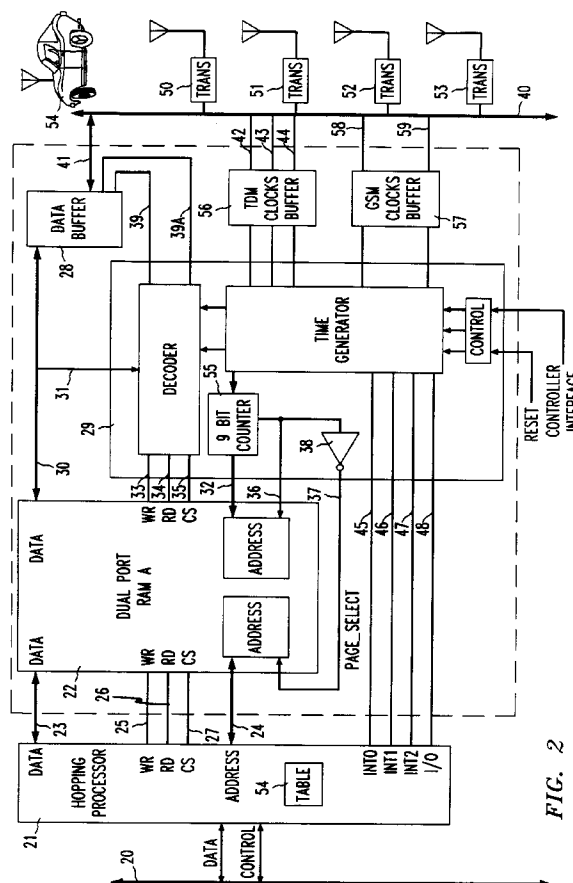 54
50
TRANS
51
TRANS
52
TRANS
53
TRANS
40
41
DATA
BUFFER
28
39
39A
42
43
44
58
59
TDM
CLOCKS
BUFFER
56
GSM
CLOCKS
BUFFER
57
30
31
29
DECODER
TIME
GENERATOR
CONTROL
RESET
CONTROLLER
INTERFACE
55
9 BIT
COUNTER
38
33
34
35
32
36
37
PAGE_SELECT
DATA
DATA
DUAL PORT
RAM A
WR
RD
CS
WR
RD
CS
ADDRESS
ADDRESS
22
23
25
26
27
24
45
46
47
48
DATA
HOPPING
PROCESSOR
WR
RD
CS
ADDRESS
54
TABLE
INT0
INT1
INT2
I/O
21
DATA
CONTROL
20
FIG. 2